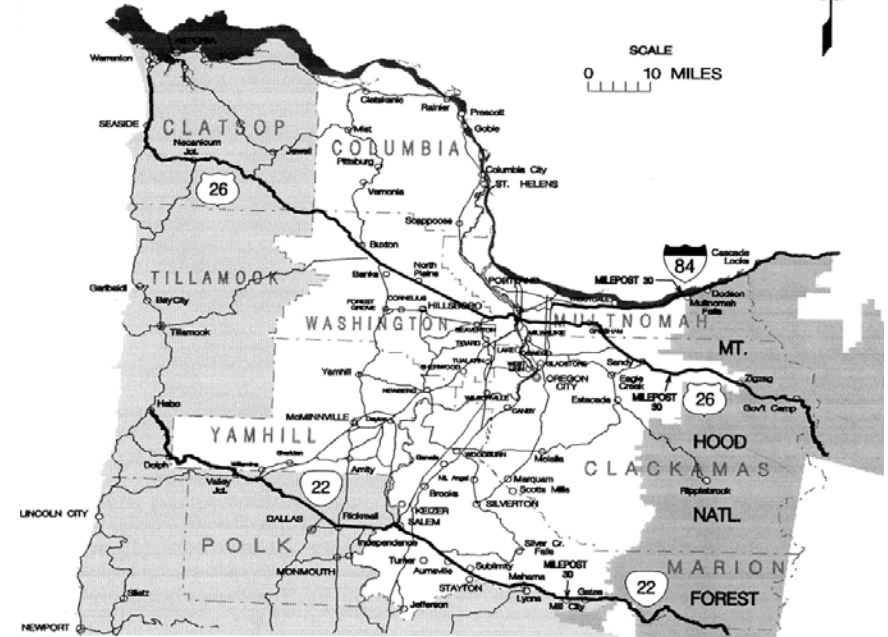 ASTORIA
Warrenton
SCALE
0 10 MILES
Clatskanie
Rainier
Prescott
Goble
SEASIDE
CLATSOP
Mist
COLUMBIA
Necanicum
Jct.
Jewell
Pittsburg
Columbia City
ST. HELENS
Vernonia
26
Scappoose
Buxton
Cascade
Locks
84
MILEPOST 30
North
Plains
PORTLAND
TILLAMOOK
Banks
Garibaldi
Bay City
Dodson
Multnomah
Falls
TROUTDALE
FOREST
GROVE
CORNELIUS
HILLSBORO
WASHINGTON
MULTNOMAH
Tillamook
BEAVERTON
MILWAUKIE
GRESHAM
TIGARD
LAKE
OSWEGO
MT.
TUALATIN
WEST
LINN
GLADSTONE
Sandy
SHERWOOD
OREGON
CITY
Eagle
Creek
Zigzag
Yamhill
MILEPOST
30
26
NEWBERG
WILSONVILLE
Estacada
Gov't Camp
Hebo
CANBY
McMINNVILLE
Dayton
YAMHILL
HOOD
Sheridan
WOODBURN
Molalla
Dolph
Willamina
Gervais
CLACKAMAS
Valley
Jct.
Amity
22
Mt. Angel
Marquam
Scotts Mills
Ripplebrook
Brooks
LINCOLN CITY
Rickreall
KEIZER
SILVERTON
NATL.
DALLAS
SALEM
POLK
Independence
Silver Cr.
Falls
MONMOUTH
Turner
Aumsville
Sublimity
MILEPOST
30
MARION
STAYTON
Mehama
Siletz
Gates
22
FOREST
Lyons
Mill City
Jefferson
NEWPORT